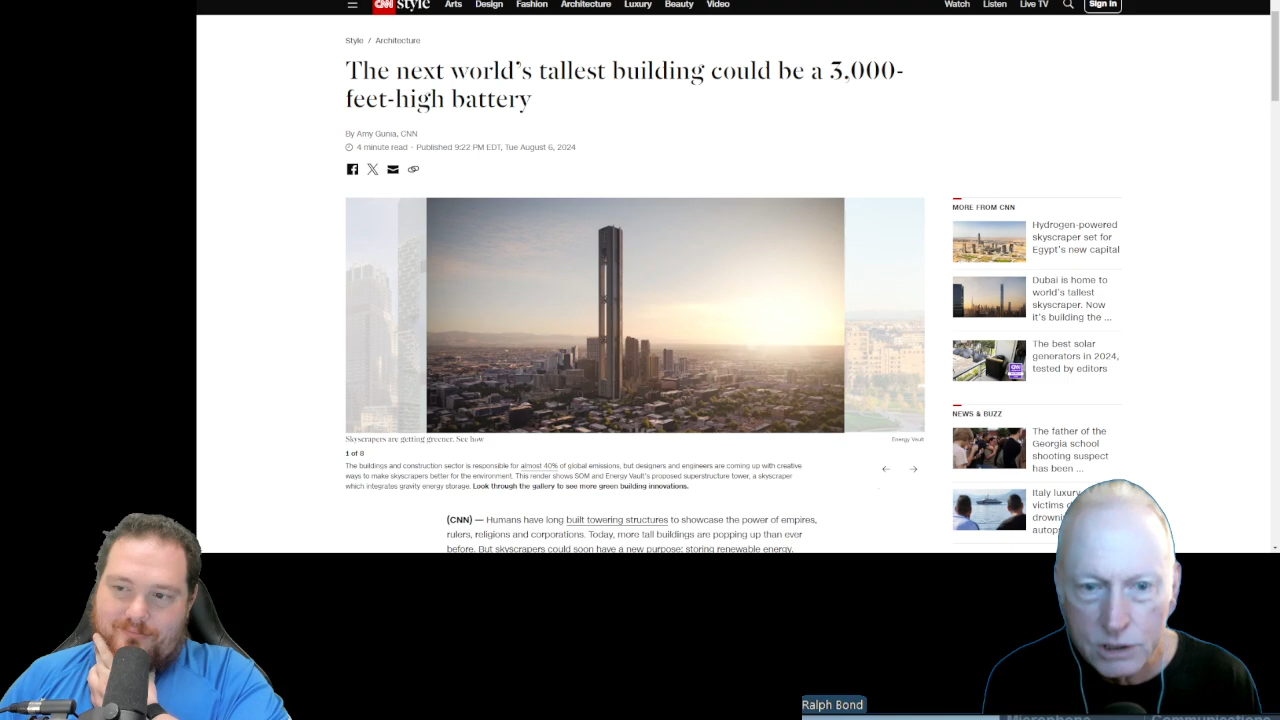 CNN style Arts Design Fashion Architecture Luxury Beauty Video Watch Listen Live TV Sign in
Style / Architecture
The next world's tallest building could be a 3,000-
feet-high battery
By Amy Gunia, CNN
4 minute read · Published 9:22 PM EDT, Tue August 6, 2024
Skyscrapers are getting greener. See how
Energy Vault
1 of 8
The buildings and construction sector is responsible for almost 40% of global emissions, but designers and engineers are coming up with creative
ways to make skyscrapers better for the environment. This render shows SOM and Energy Vault's proposed superstructure tower, a skyscraper
which integrates gravity energy storage. Look through the gallery to see more green building innovations.
(CNN) — Humans have long built towering structures to showcase the power of empires,
rulers, religions and corporations. Today, more tall buildings are popping up than ever
before. But skyscrapers could soon have a new purpose: storing renewable energy.
MORE FROM CNN
Hydrogen-powered
skyscraper set for
Egypt's new capital
Dubai is home to
world's tallest
skyscraper. Now
it's building the ...
The best solar
generators in 2024,
tested by editors
NEWS & BUZZ
The father of the
Georgia school
shooting suspect
has been ...
Italy luxury
victims
drowni
autop
Ralph Bond